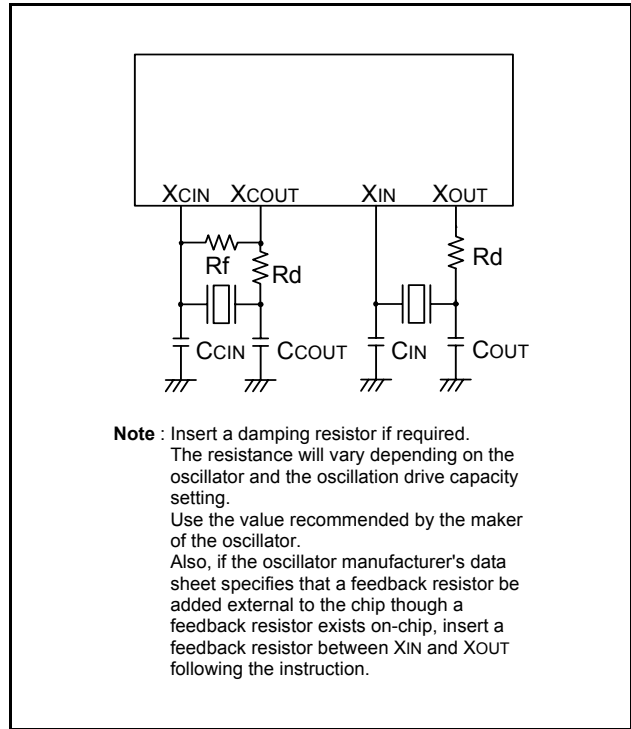 XCIN XCOUT XIN XOUT
Rf Rd Rd
CCIN CCOUT CIN COUT
Note : Insert a damping resistor if required.
The resistance will vary depending on the
oscillator and the oscillation drive capacity
setting.
Use the value recommended by the maker
of the oscillator.
Also, if the oscillator manufacturer's data
sheet specifies that a feedback resistor be
added external to the chip though a
feedback resistor exists on-chip, insert a
feedback resistor between XIN and XOUT
following the instruction.